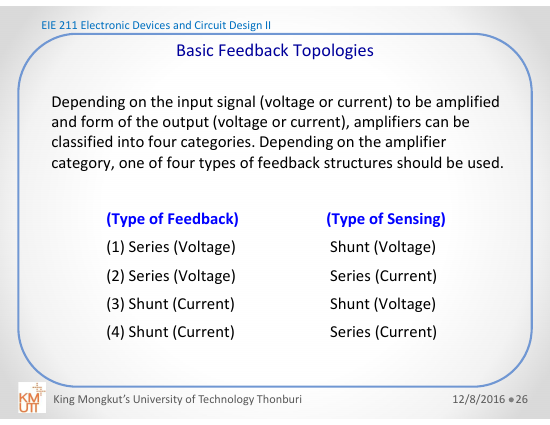 EIE 211 Electronic Devices and Circuit Design II
Basic Feedback Topologies
Depending on the input signal (voltage or current) to be amplified
and form of the output (voltage or current), amplifiers can be
classified into four categories. Depending on the amplifier
category, one of four types of feedback structures should be used.
(Type of Feedback) (Type of Sensing)
(1) Series (Voltage) Shunt (Voltage)
(2) Series (Voltage) Series (Current)
(3) Shunt (Current) Shunt (Voltage)
(4) Shunt (Current) Series (Current)
KM
UTT
King Mongkut's University of Technology Thonburi 12/8/2016 ●26